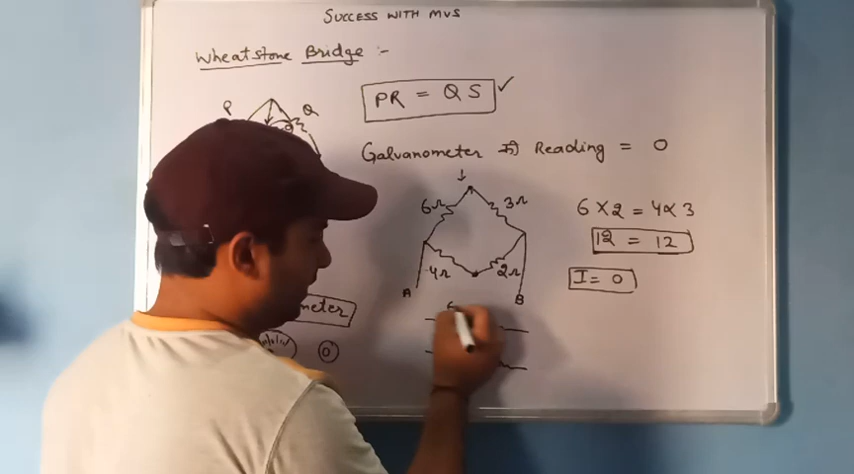 SUCCESS WITH MVS
Wheatstone Bridge :-
P
Q
PR = QS ✓
Galvanometer की Reading = 0
6Ω 3Ω
4Ω 2Ω
A B
6 × 2 = 4 × 3
12 = 12
I = 0
meter
0
6